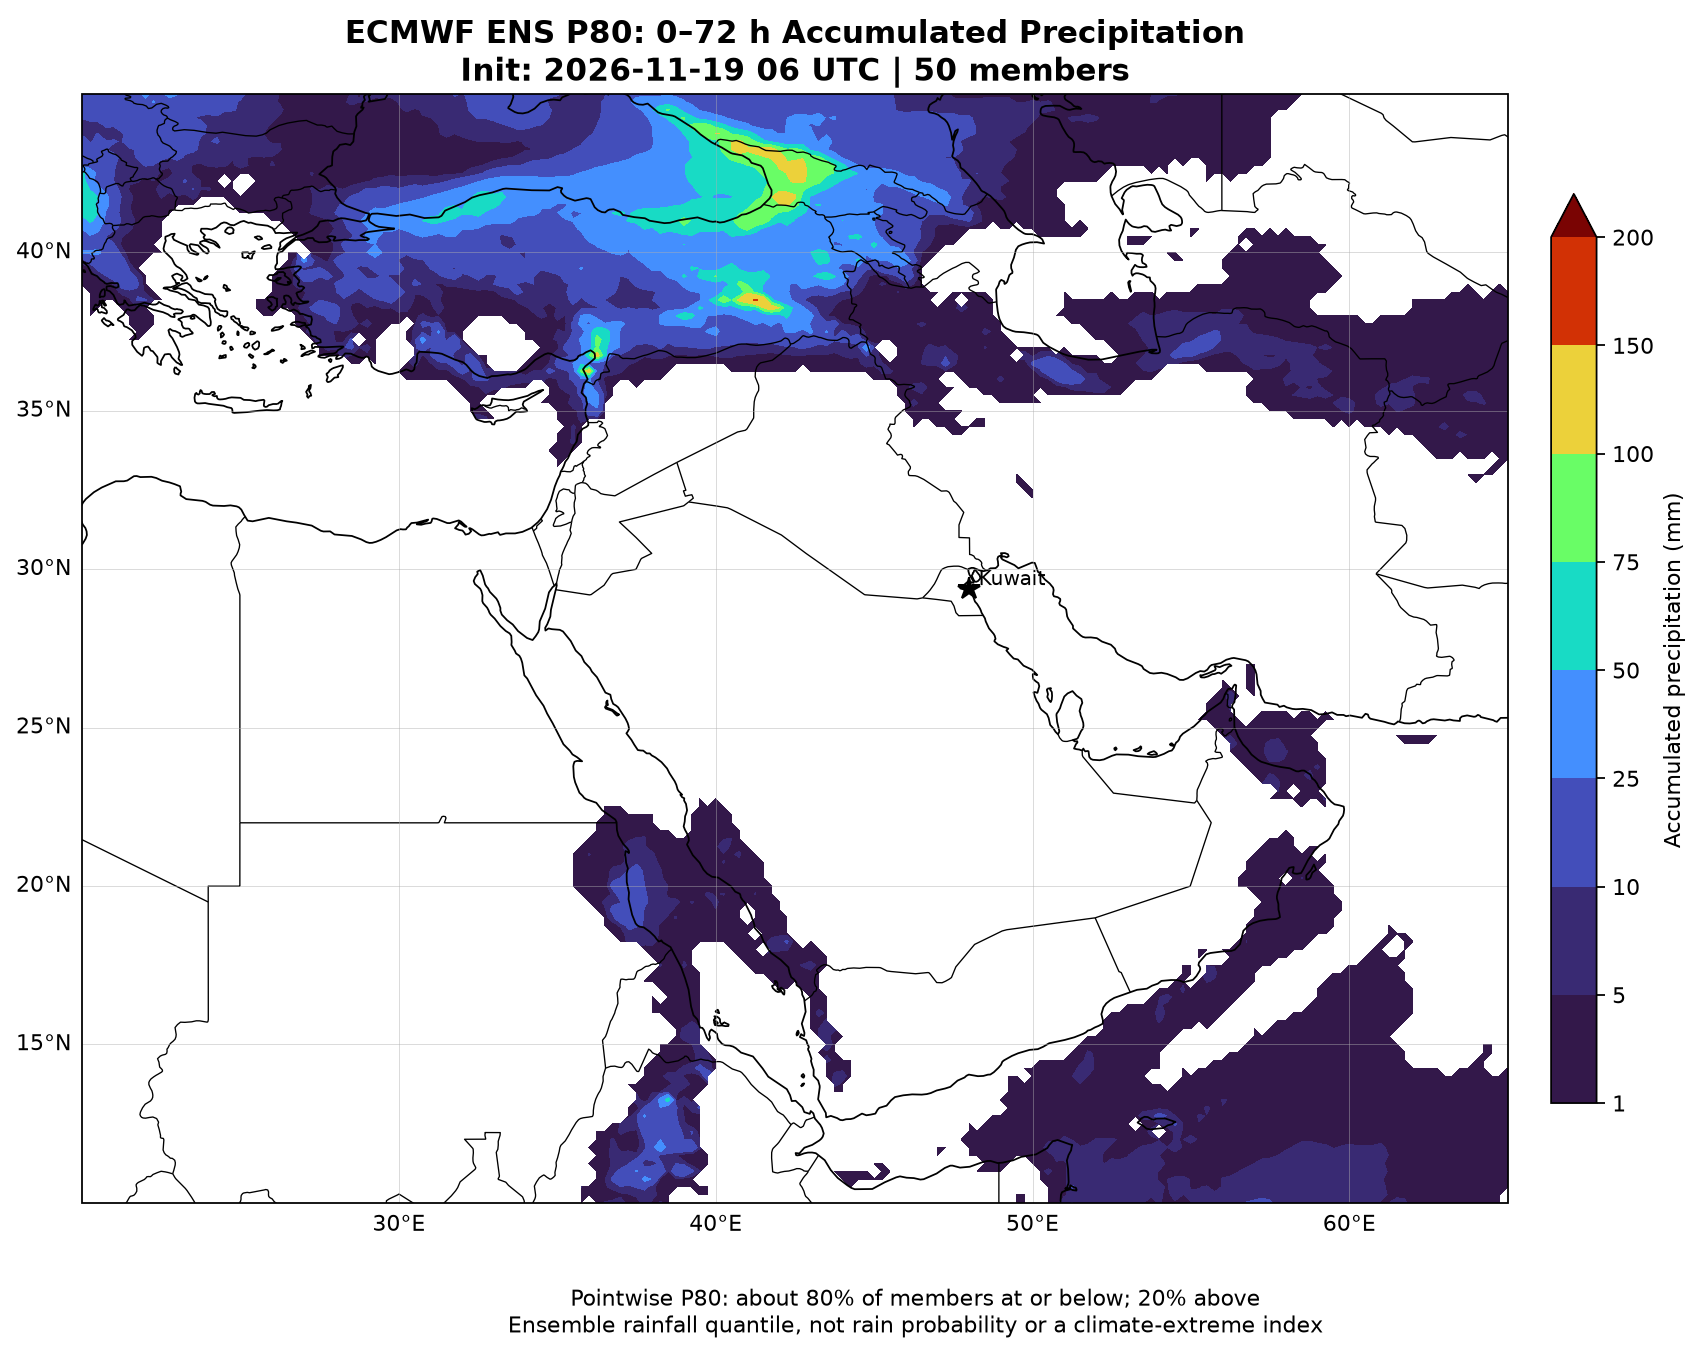 ECMWF ENS P80: 0–72 h Accumulated Precipitation
Init: 2026-11-19 06 UTC | 50 members
40°N
35°N
30°N
25°N
20°N
15°N
30°E
40°E
50°E
60°E
Kuwait
200
150
100
75
50
25
10
5
1
Accumulated precipitation (mm)
Pointwise P80: about 80% of members at or below; 20% above
Ensemble rainfall quantile, not rain probability or a climate-extreme index